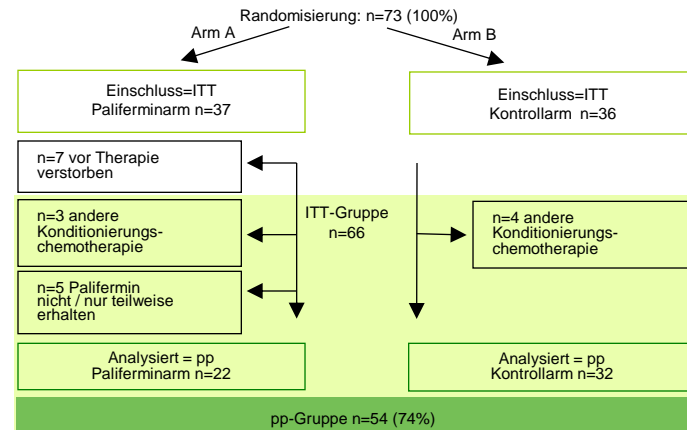 Randomisierung: n=73 (100%)
Arm A
Arm B
Einschluss=ITT
Paliferminarm n=37
Einschluss=ITT
Kontrollarm n=36
n=7 vor Therapie
verstorben
ITT-Gruppe
n=66
n=3 andere
Konditionierungs-
chemotherapie
n=4 andere
Konditionierungs-
chemotherapie
n=5 Palifermin
nicht / nur teilweise
erhalten
Analysiert = pp
Paliferminarm n=22
Analysiert = pp
Kontrollarm n=32
pp-Gruppe n=54 (74%)